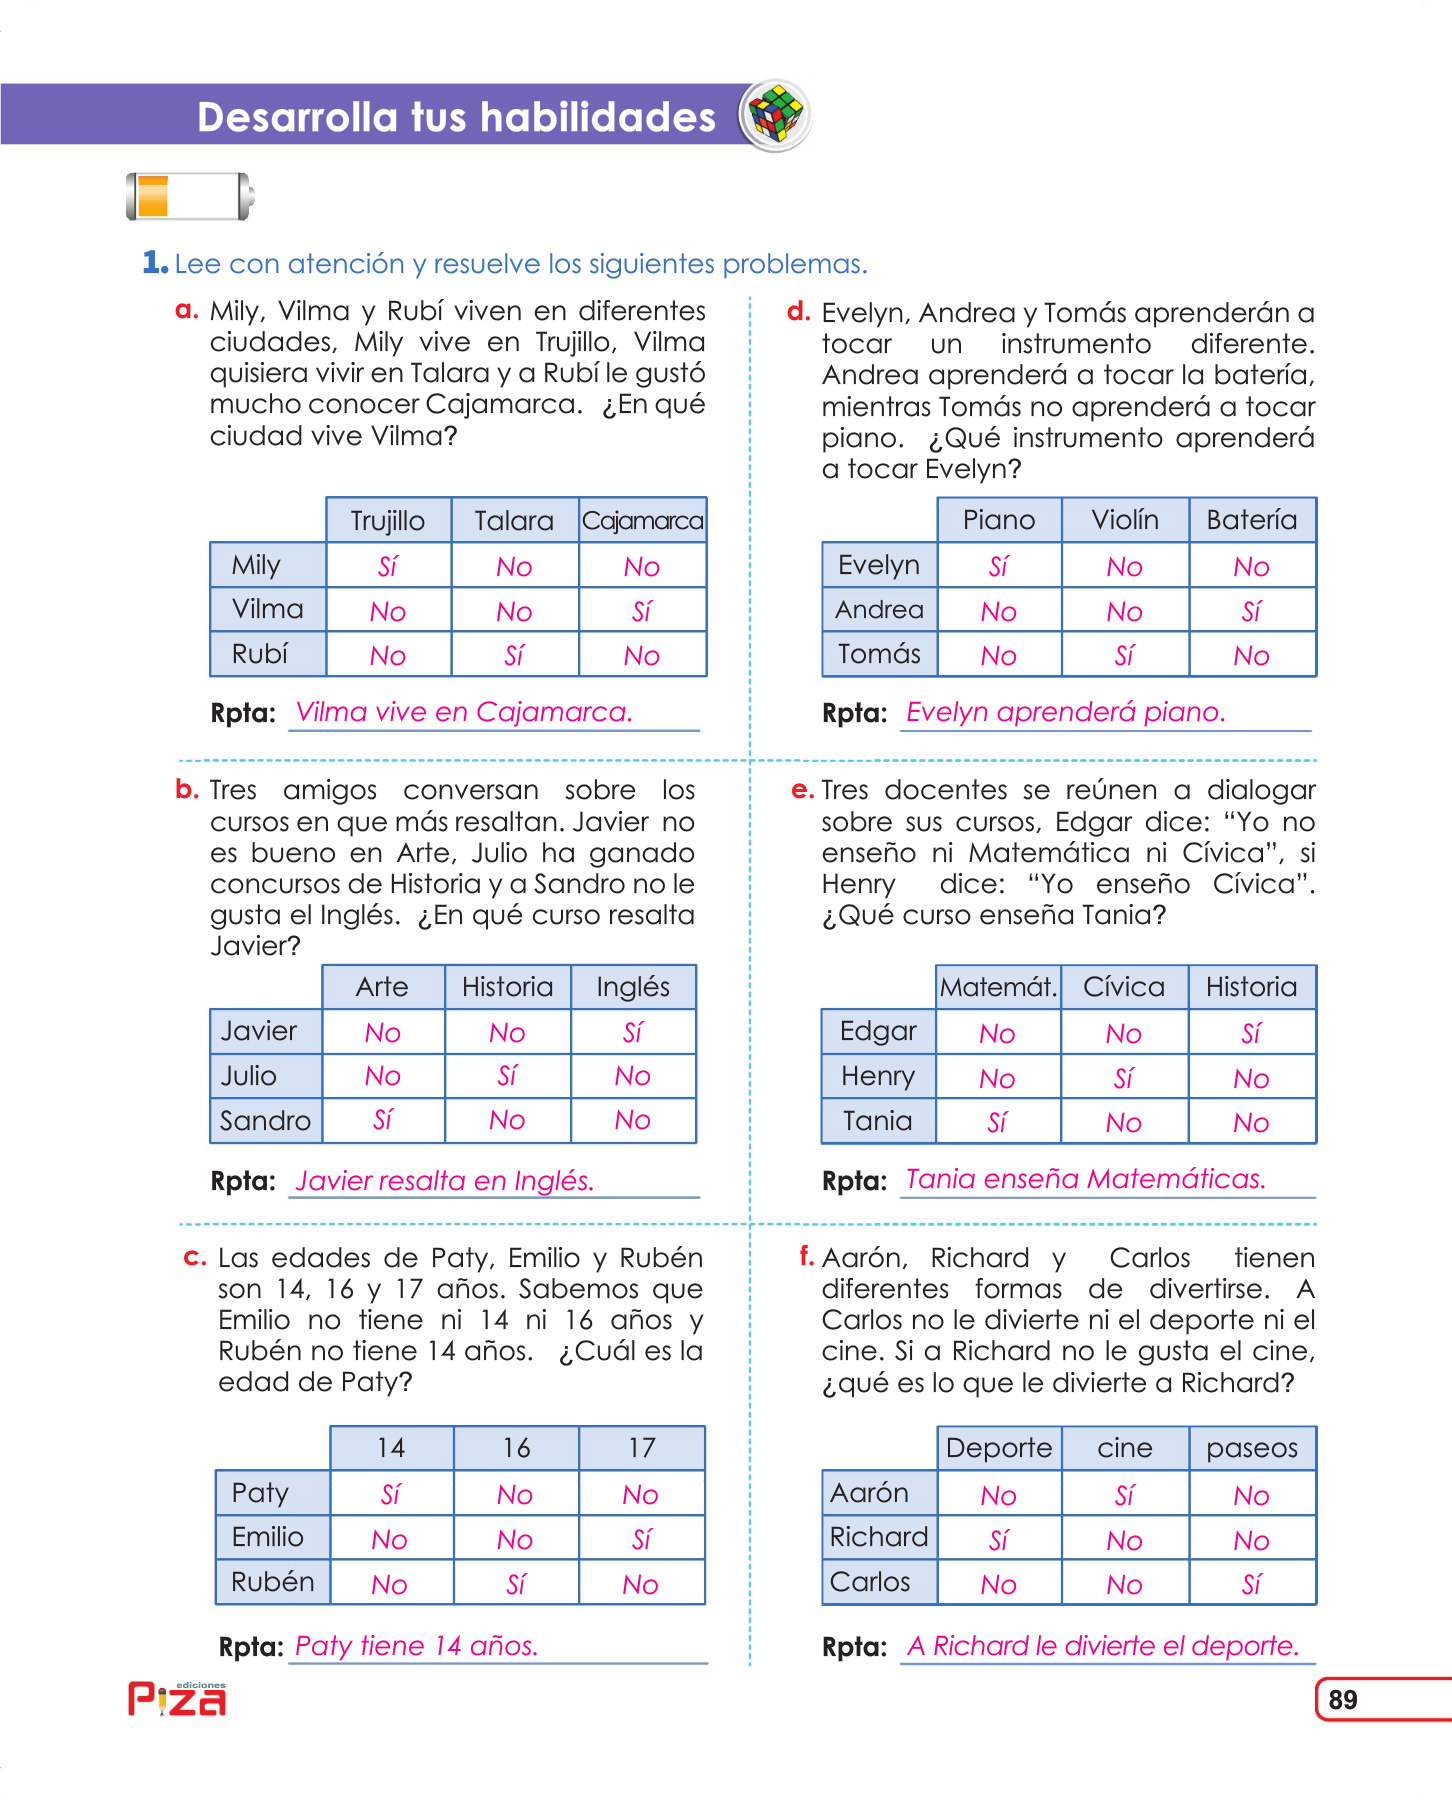 Desarrolla tus habilidades
1. Lee con atención y resuelve los siguientes problemas.
a. Mily, Vilma y Rubí viven en diferentes
ciudades, Mily vive en Trujillo, Vilma
quisiera vivir en Talara y a Rubí le gustó
mucho conocer Cajamarca. ¿En qué
ciudad vive Vilma?
Trujillo Talara Cajamarca
Mily Sí No No
Vilma No No Sí
Rubí No Sí No
Rpta: Vilma vive en Cajamarca.
b. Tres amigos conversan sobre los
cursos en que más resaltan. Javier no
es bueno en Arte, Julio ha ganado
concursos de Historia y a Sandro no le
gusta el Inglés. ¿En qué curso resalta
Javier?
Arte Historia Inglés
Javier No No Sí
Julio No Sí No
Sandro Sí No No
Rpta: Javier resalta en Inglés.
c. Las edades de Paty, Emilio y Rubén
son 14, 16 y 17 años. Sabemos que
Emilio no tiene ni 14 ni 16 años y
Rubén no tiene 14 años. ¿Cuál es la
edad de Paty?
14 16 17
Paty Sí No No
Emilio No No Sí
Rubén No Sí No
Rpta: Paty tiene 14 años.
d. Evelyn, Andrea y Tomás aprenderán a
tocar un instrumento diferente.
Andrea aprenderá a tocar la batería,
mientras Tomás no aprenderá a tocar
piano. ¿Qué instrumento aprenderá
a tocar Evelyn?
Piano Violín Batería
Evelyn Sí No No
Andrea No No Sí
Tomás No Sí No
Rpta: Evelyn aprenderá piano.
e. Tres docentes se reúnen a dialogar
sobre sus cursos, Edgar dice: “Yo no
enseño ni Matemática ni Cívica”, si
Henry dice: “Yo enseño Cívica”.
¿Qué curso enseña Tania?
Matemát. Cívica Historia
Edgar No No Sí
Henry No Sí No
Tania Sí No No
Rpta: Tania enseña Matemáticas.
f. Aarón, Richard y Carlos tienen
diferentes formas de divertirse. A
Carlos no le divierte ni el deporte ni el
cine. Si a Richard no le gusta el cine,
¿qué es lo que le divierte a Richard?
Deporte cine paseos
Aarón No Sí No
Richard Sí No No
Carlos No No Sí
Rpta: A Richard le divierte el deporte.
ediciones
Piza
89